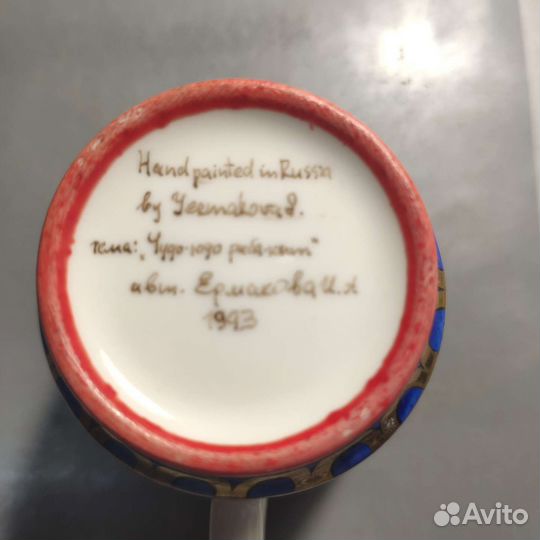 Hand painted in Russia
by Yermakova I.
тема: „Чудо-юдо рыба кит"
авт. Ермакова И. А
1993
Avito